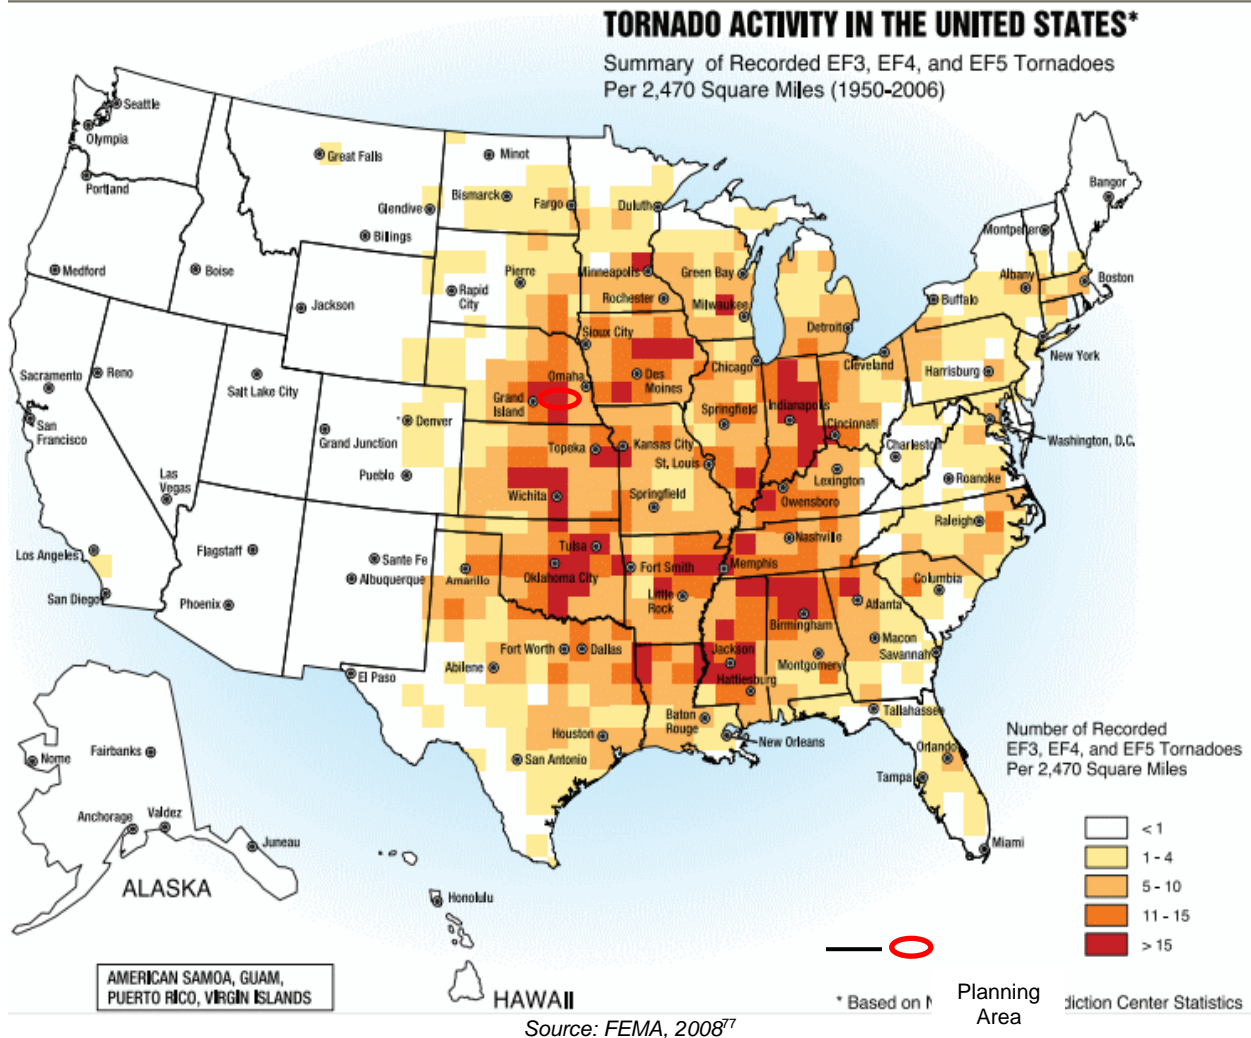 TORNADO ACTIVITY IN THE UNITED STATES*
Summary of Recorded EF3, EF4, and EF5 Tornadoes
Per 2,470 Square Miles (1950-2006)
Seattle
Olympia
Portland
Great Falls
Minot
Bismarck
Fargo
Duluth
Glendive
Billings
Bangor
Montpelier
Medford
Boise
Jackson
Rapid
City
Pierre
Minneapolis
Green Bay
Rochester
Milwaukee
Albany
Boston
Buffalo
Detroit
Sioux City
New York
Chicago
Cleveland
Sacramento
Reno
Salt Lake City
Omaha
Des
Moines
Harrisburg
Grand
Island
San
Francisco
Denver
Grand Junction
Springfield
Indianapolis
Cincinnati
Washington, D.C.
Topeka
Kansas City
St. Louis
Charleston
Pueblo
Las
Vegas
Wichita
Springfield
Lexington
Owensboro
Roanoke
Raleigh
Los Angeles
Flagstaff
Sante Fe
Albuquerque
Amarillo
Tulsa
Oklahoma City
Fort Smith
Memphis
Nashville
San Diego
Phoenix
Little
Rock
Columbia
Atlanta
Birmingham
Fort Worth
Dallas
Jackson
Macon
Savannah
Montgomery
Abilene
El Paso
Hattiesburg
Baton
Rouge
Tallahassee
New Orleans
Houston
San Antonio
Orlando
Tampa
Miami
Nome
Fairbanks
Anchorage
Valdez
Juneau
ALASKA
Honolulu
HAWAII
Number of Recorded
EF3, EF4, and EF5 Tornadoes
Per 2,470 Square Miles
< 1
1 - 4
5 - 10
11 - 15
> 15
AMERICAN SAMOA, GUAM,
PUERTO RICO, VIRGIN ISLANDS
Planning
Area
* Based on diction Center Statistics
Source: FEMA, 2008⁷⁷